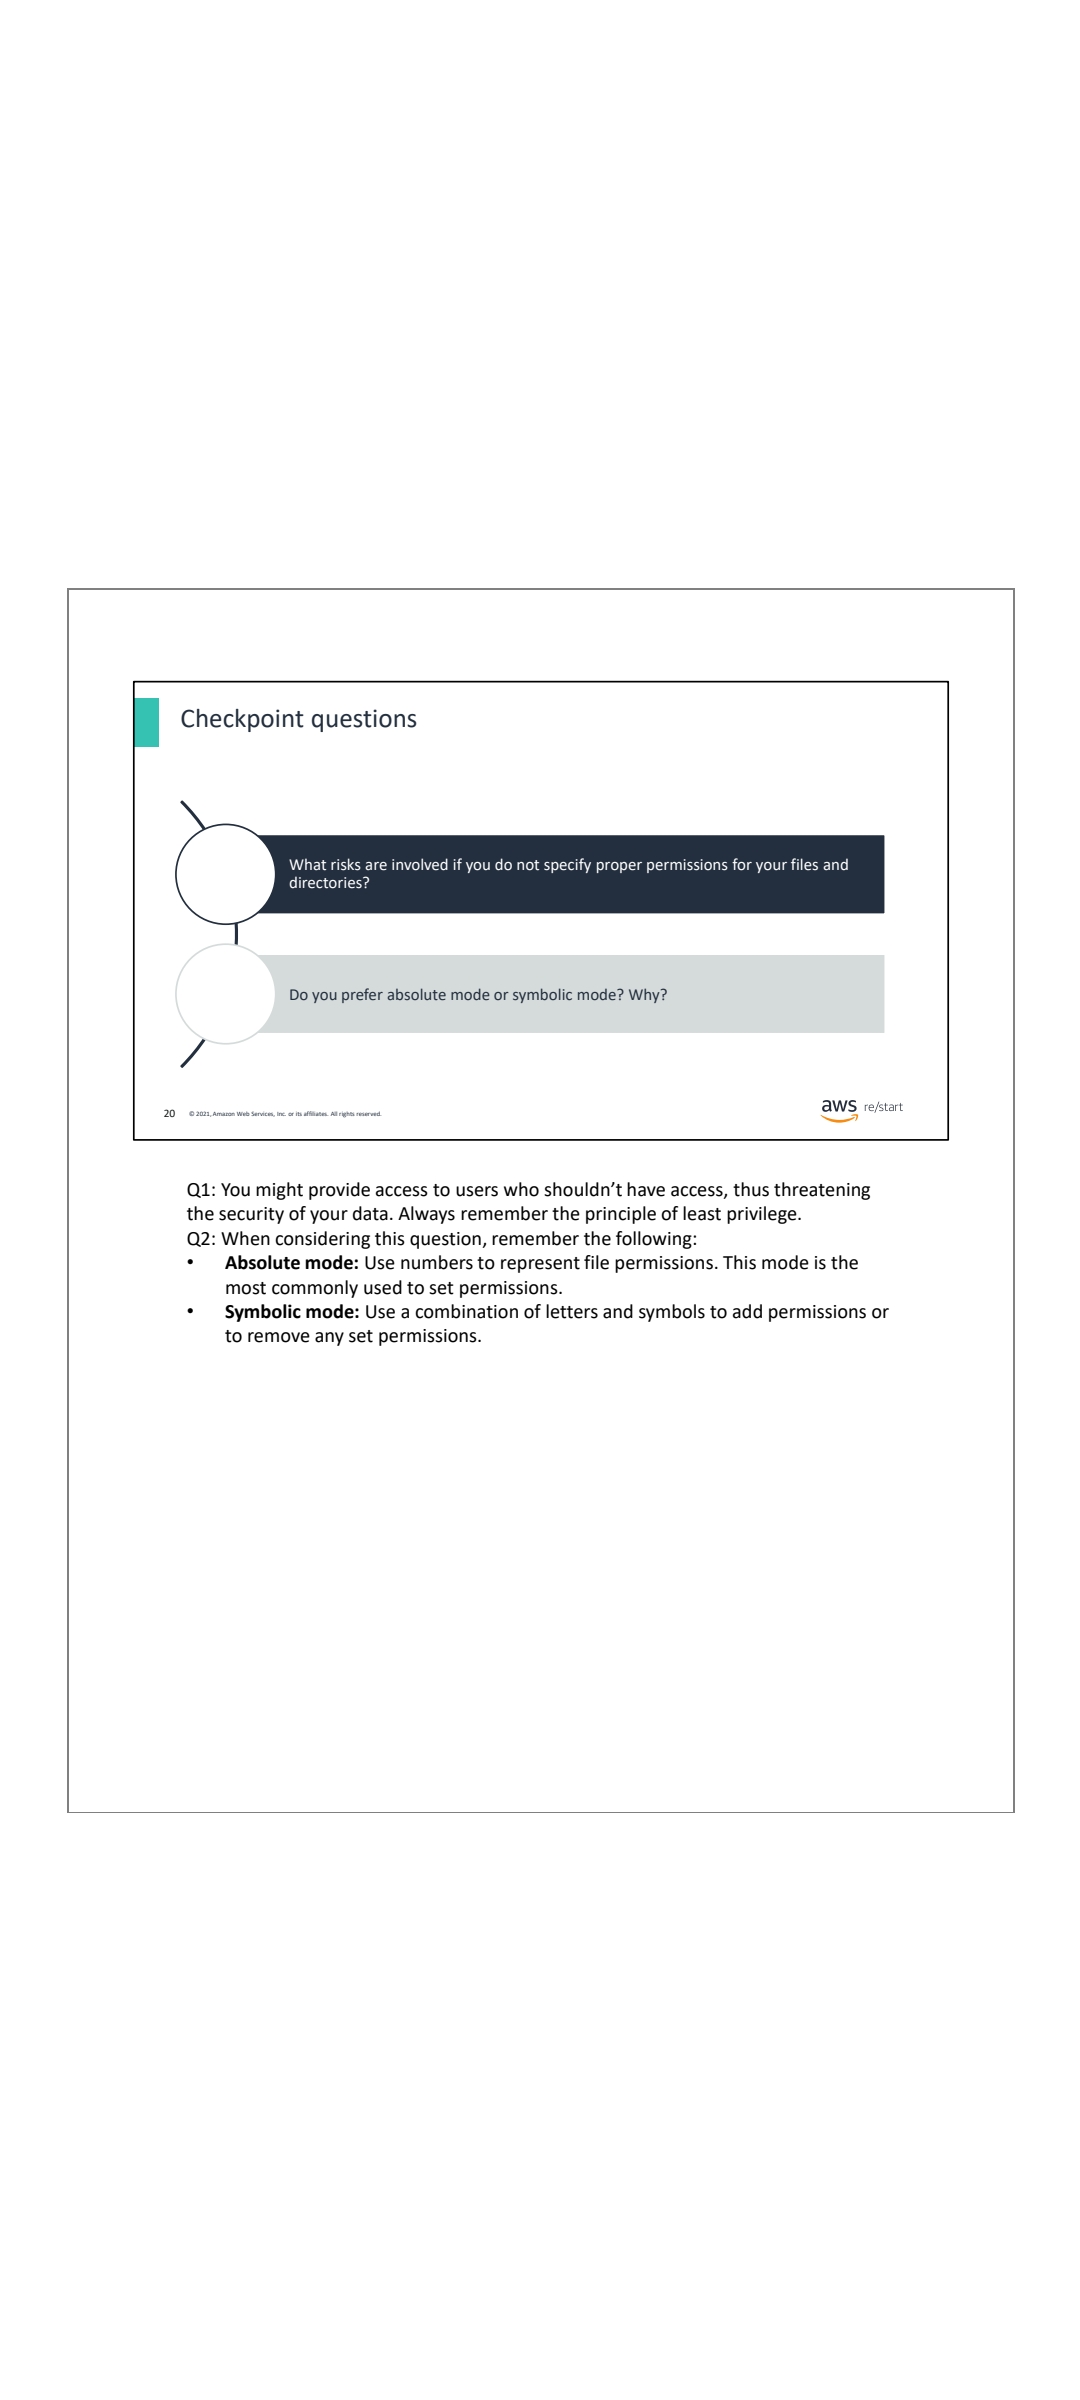 Checkpoint questions
What risks are involved if you do not specify proper permissions for your files and
directories?
Do you prefer absolute mode or symbolic mode? Why?
20 © 2021, Amazon Web Services, Inc. or its affiliates. All rights reserved.
aws re/start
Q1: You might provide access to users who shouldn’t have access, thus threatening
the security of your data. Always remember the principle of least privilege.
Q2: When considering this question, remember the following:
• Absolute mode: Use numbers to represent file permissions. This mode is the
most commonly used to set permissions.
• Symbolic mode: Use a combination of letters and symbols to add permissions or
to remove any set permissions.